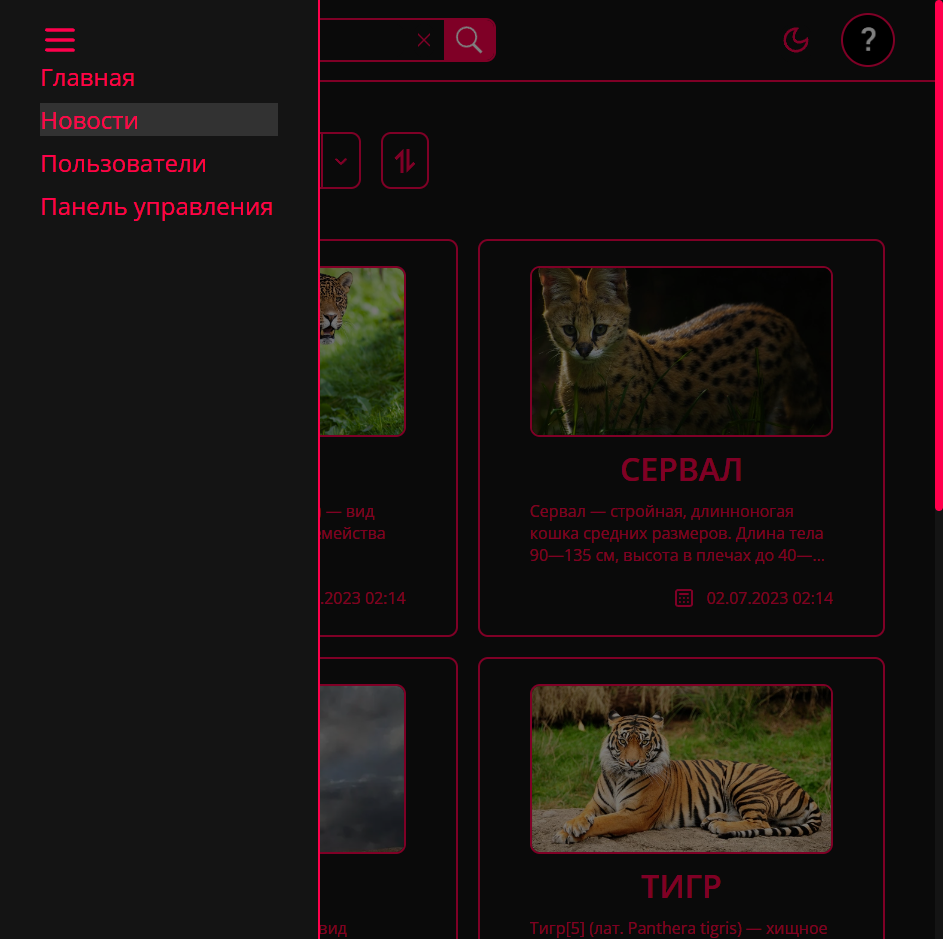 ?
Главная
Новости
Пользователи
Панель управления
— вид
мейства
.2023 02:14
СЕРВАЛ
Сервал — стройная, длинноногая
кошка средних размеров. Длина тела
90—135 см, высота в плечах до 40—...
02.07.2023 02:14
вид
ТИГР
Тигр[5] (лат. Panthera tigris) — хищное